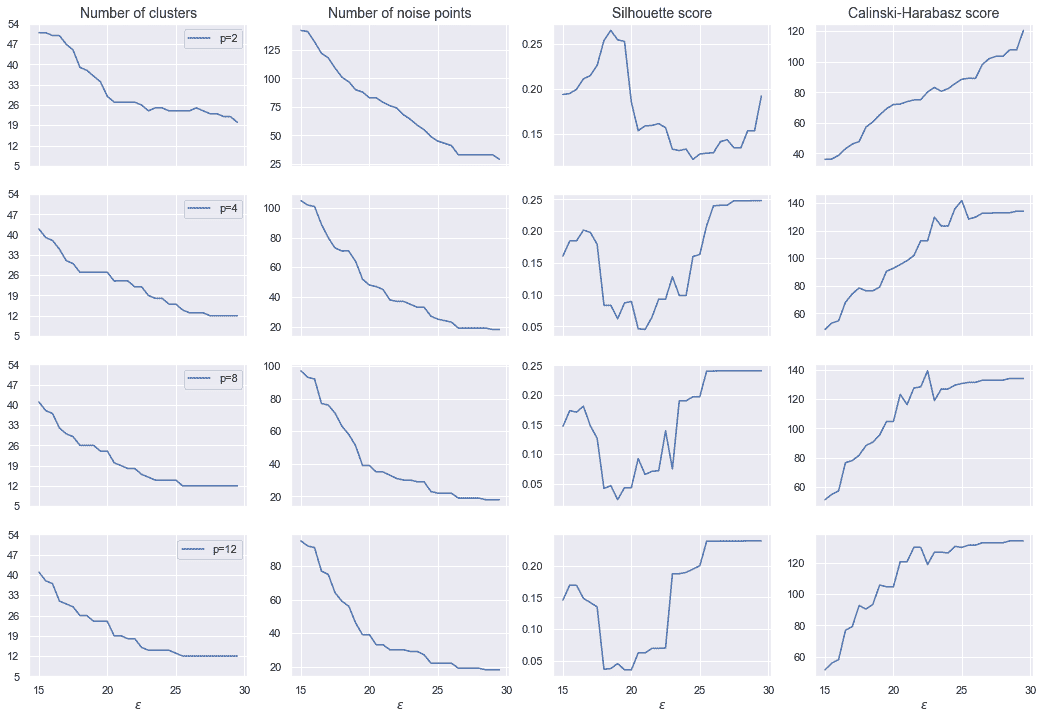 Number of clusters Number of noise points Silhouette score Calinski-Harabasz score
54 47 40 33 26 19 12 5
p=2
125 100 75 50 25
0.25 0.20 0.15
120 100 80 60 40
54 47 40 33 26 19 12 5
p=4
100 80 60 40 20
0.25 0.20 0.15 0.10 0.05
140 120 100 80 60
54 47 40 33 26 19 12 5
p=8
100 80 60 40 20
0.25 0.20 0.15 0.10 0.05
140 120 100 80 60
54 47 40 33 26 19 12 5
p=12
80 60 40 20
0.20 0.15 0.10 0.05
120 100 80 60
15 20 25 30 15 20 25 30 15 20 25 30 15 20 25 30
ε ε ε ε